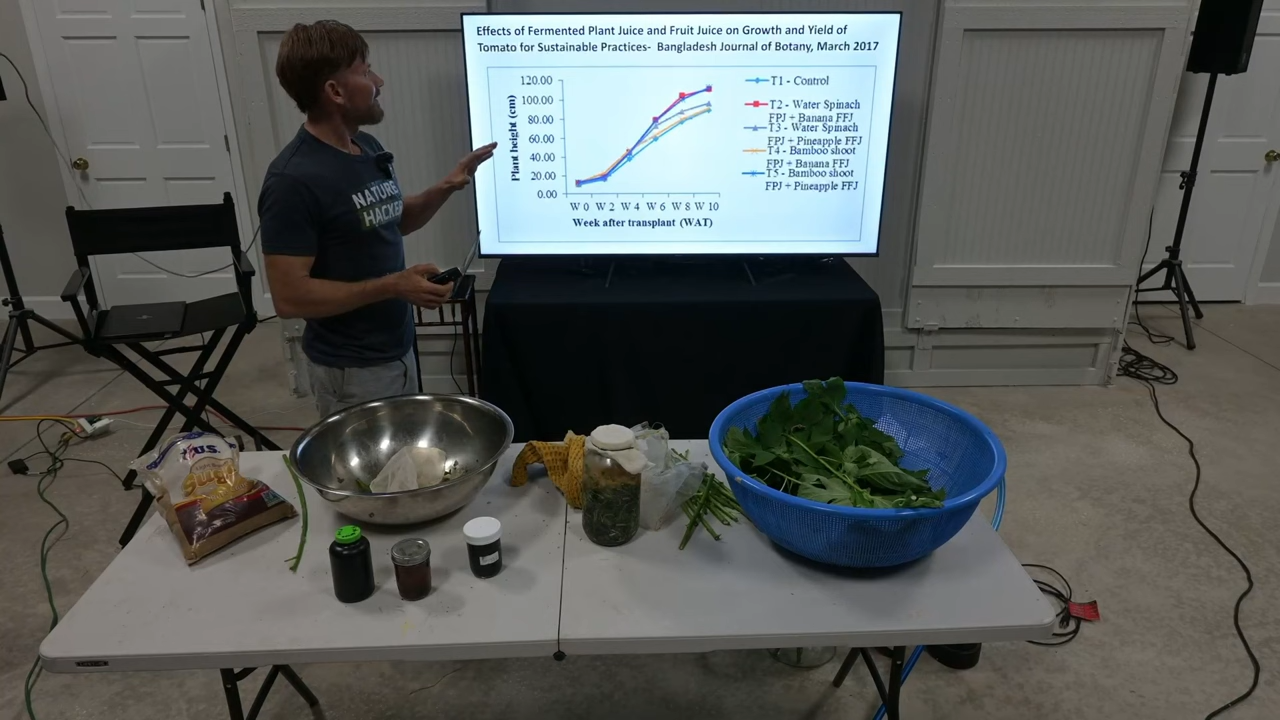 Effects of Fermented Plant Juice and Fruit Juice on Growth and Yield of
Tomato for Sustainable Practices- Bangladesh Journal of Botany, March 2017
120.00
100.00
80.00
60.00
40.00
20.00
0.00
Plant height (cm)
W 0 W 2 W 4 W 6 W 8 W 10
Week after transplant (WAT)
T1 - Control
T2 - Water Spinach
FPJ + Banana FFJ
T3 - Water Spinach
FPJ + Pineapple FFJ
T4 - Bamboo shoot
FPJ + Banana FFJ
T5 - Bamboo shoot
FPJ + Pineapple FFJ
NATURE
HACKER